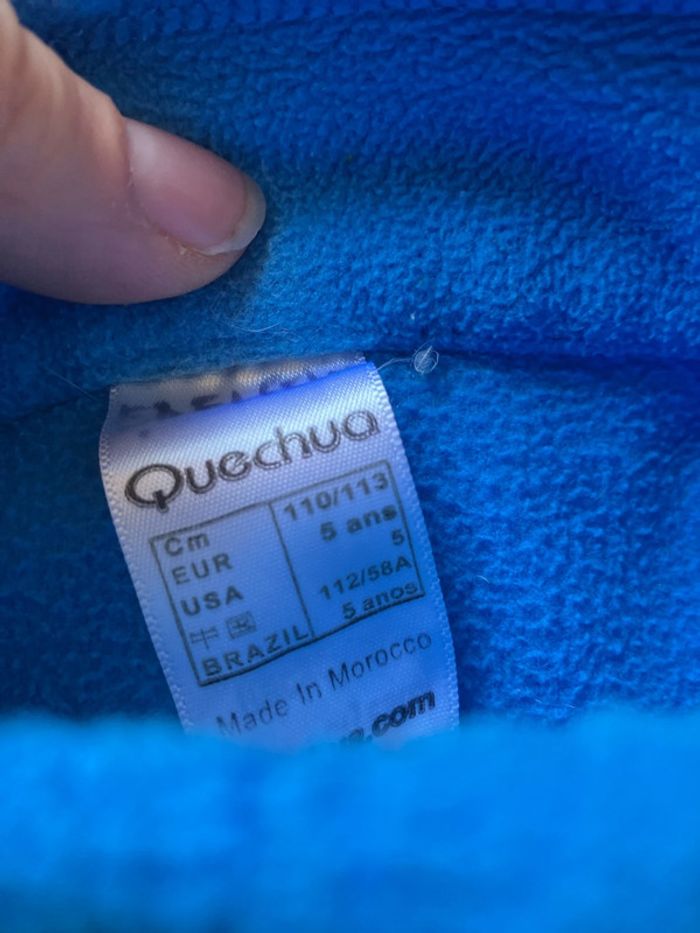 Quechua
Cm 110/113
EUR 5 ans
USA 5
中国 112/58A
BRAZIL 5 anos
Made In Morocco
.com